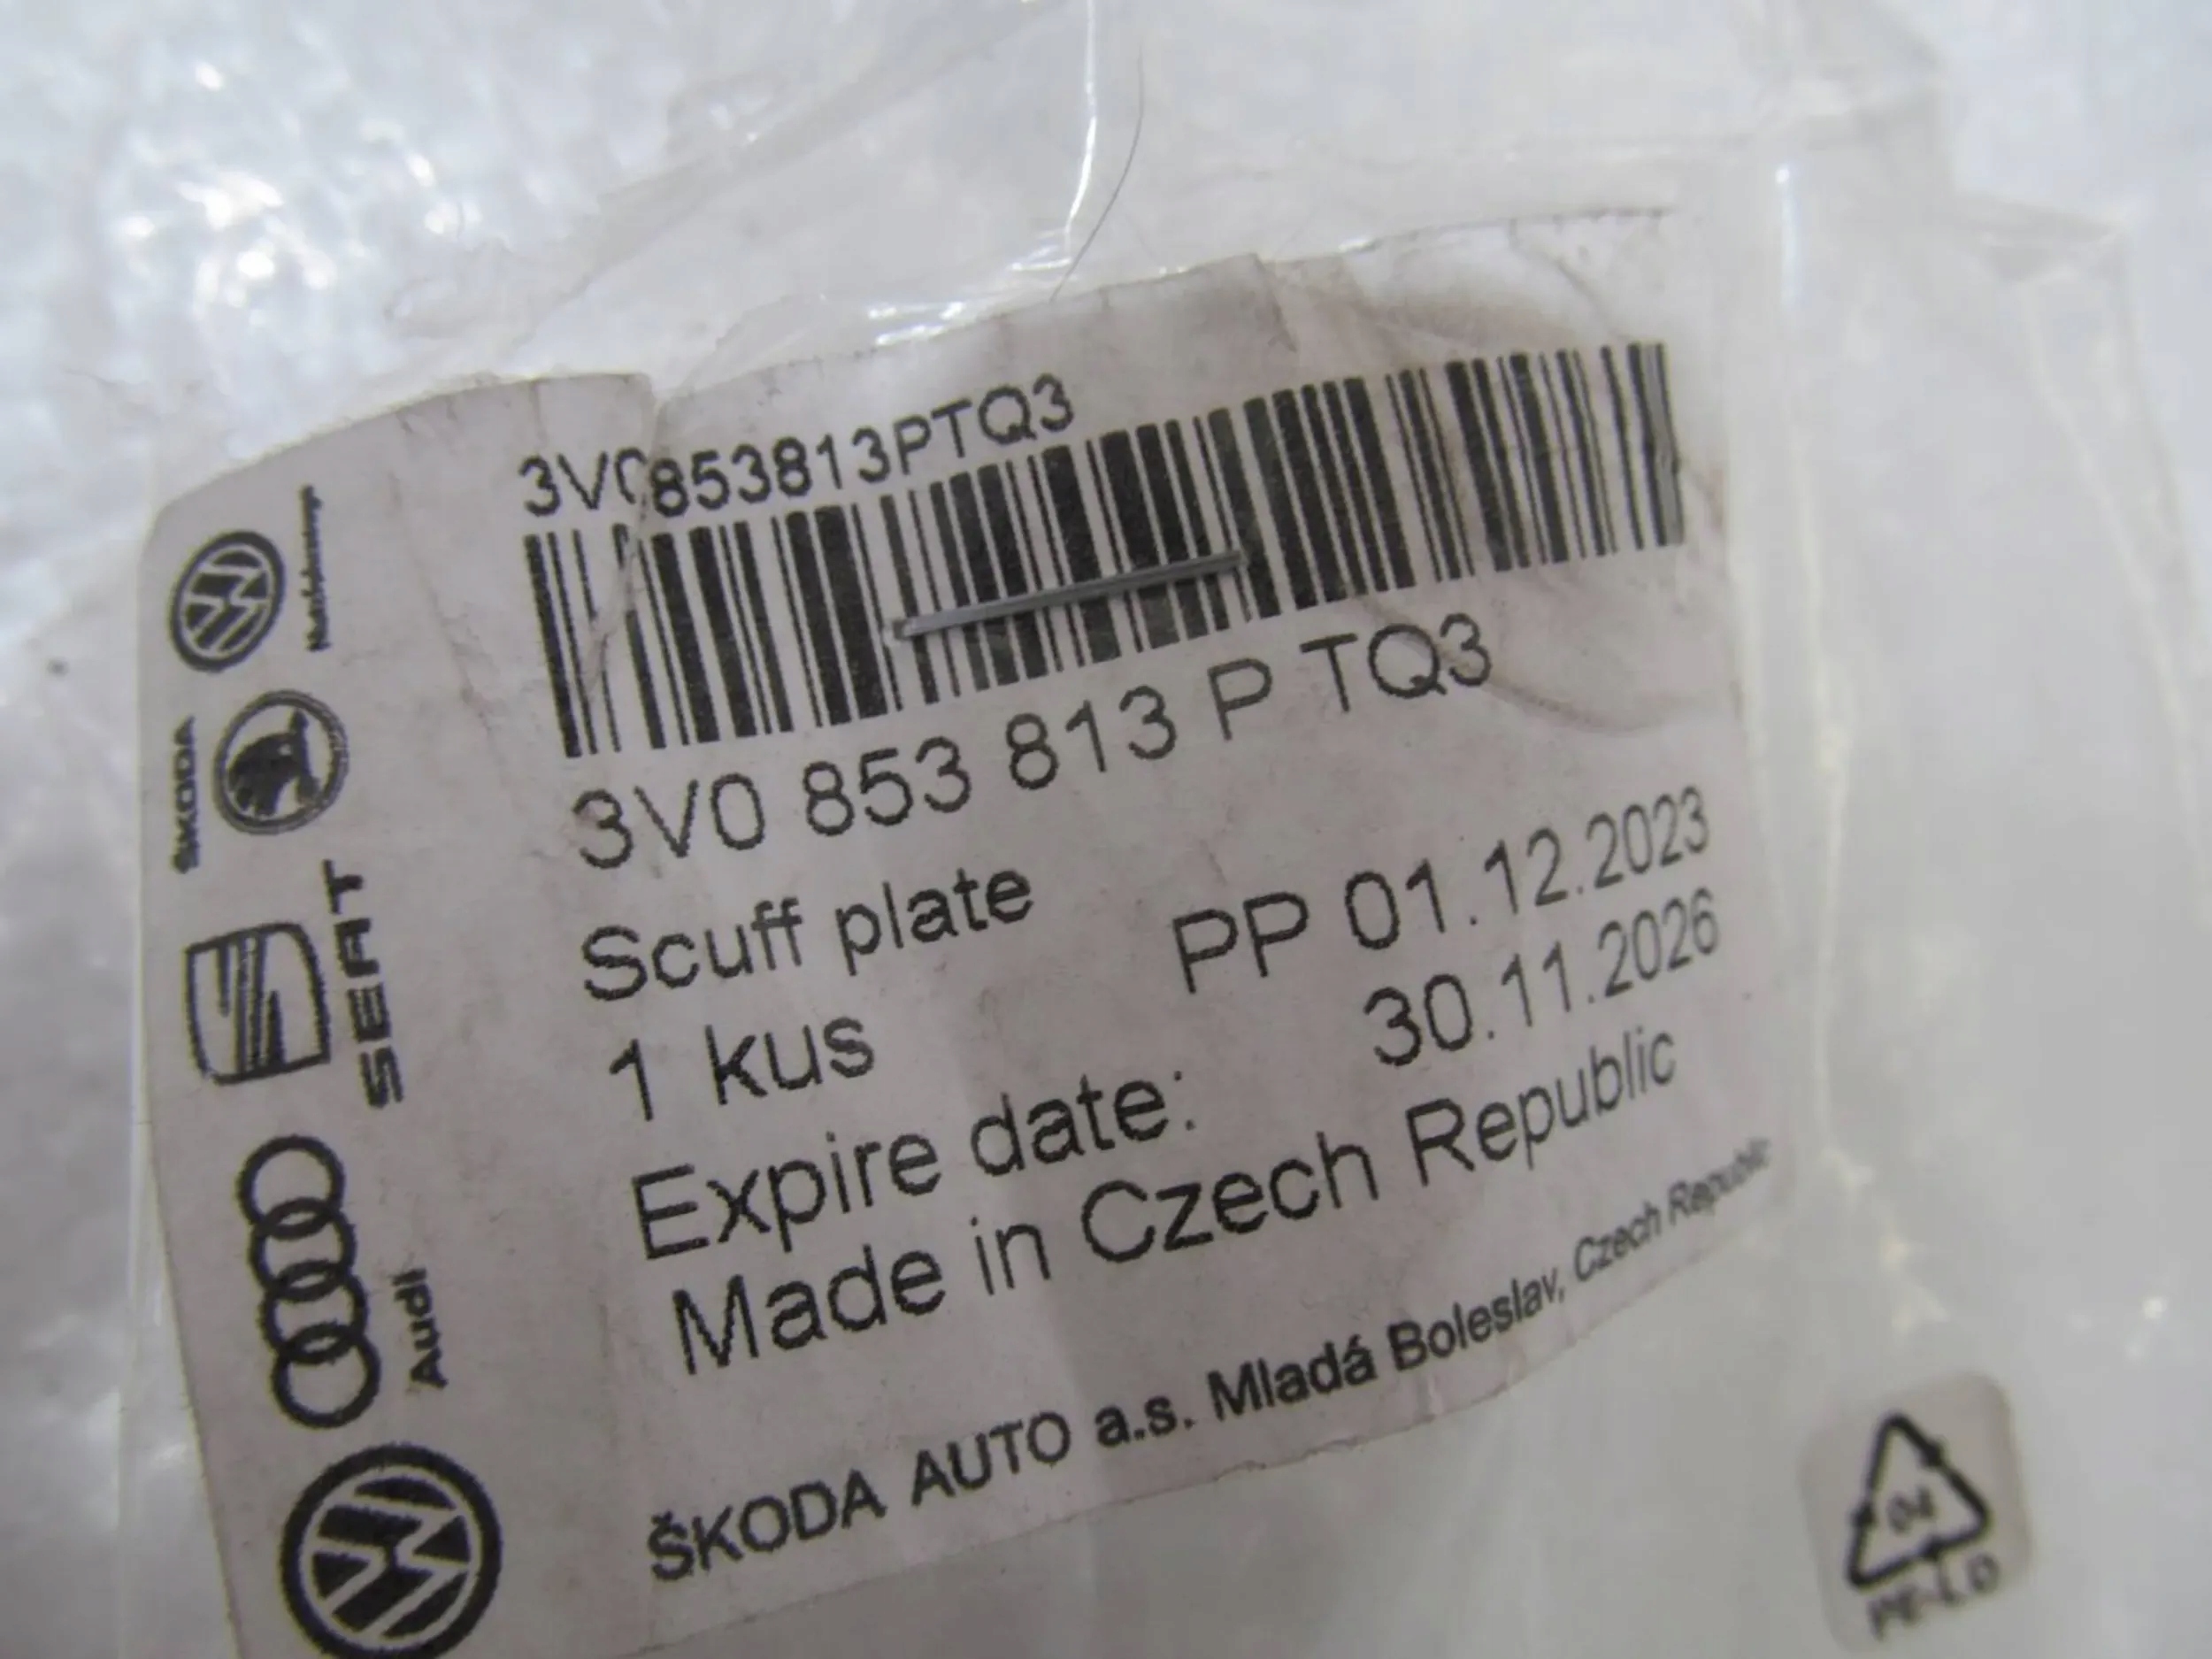 3V0853813PTQ3
3V0 853 813 P TQ3
Scuff plate
1 kus PP 01.12.2023
Expire date: 30.11.2026
Made in Czech Republic
ŠKODA AUTO a.s. Mladá Boleslav, Czech Republic
ŠKODA
SEAT
Audi
04
PE-LD